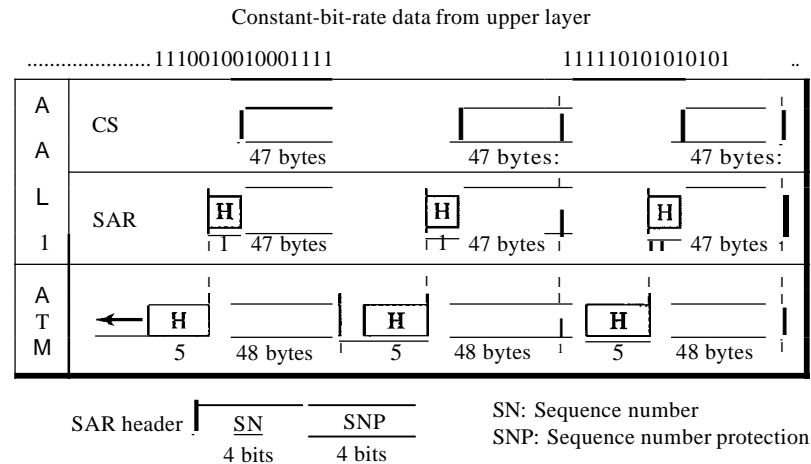 Constant-bit-rate data from upper layer
...................... 1110010010001111 111110101010101 ..
A
A
L
1
CS
47 bytes 47 bytes: 47 bytes:
SAR
H H H
1 47 bytes 1 47 bytes 47 bytes
A
T
M
H H H
5 48 bytes 5 48 bytes 5 48 bytes
SAR header SN SNP
4 bits 4 bits
SN: Sequence number
SNP: Sequence number protection